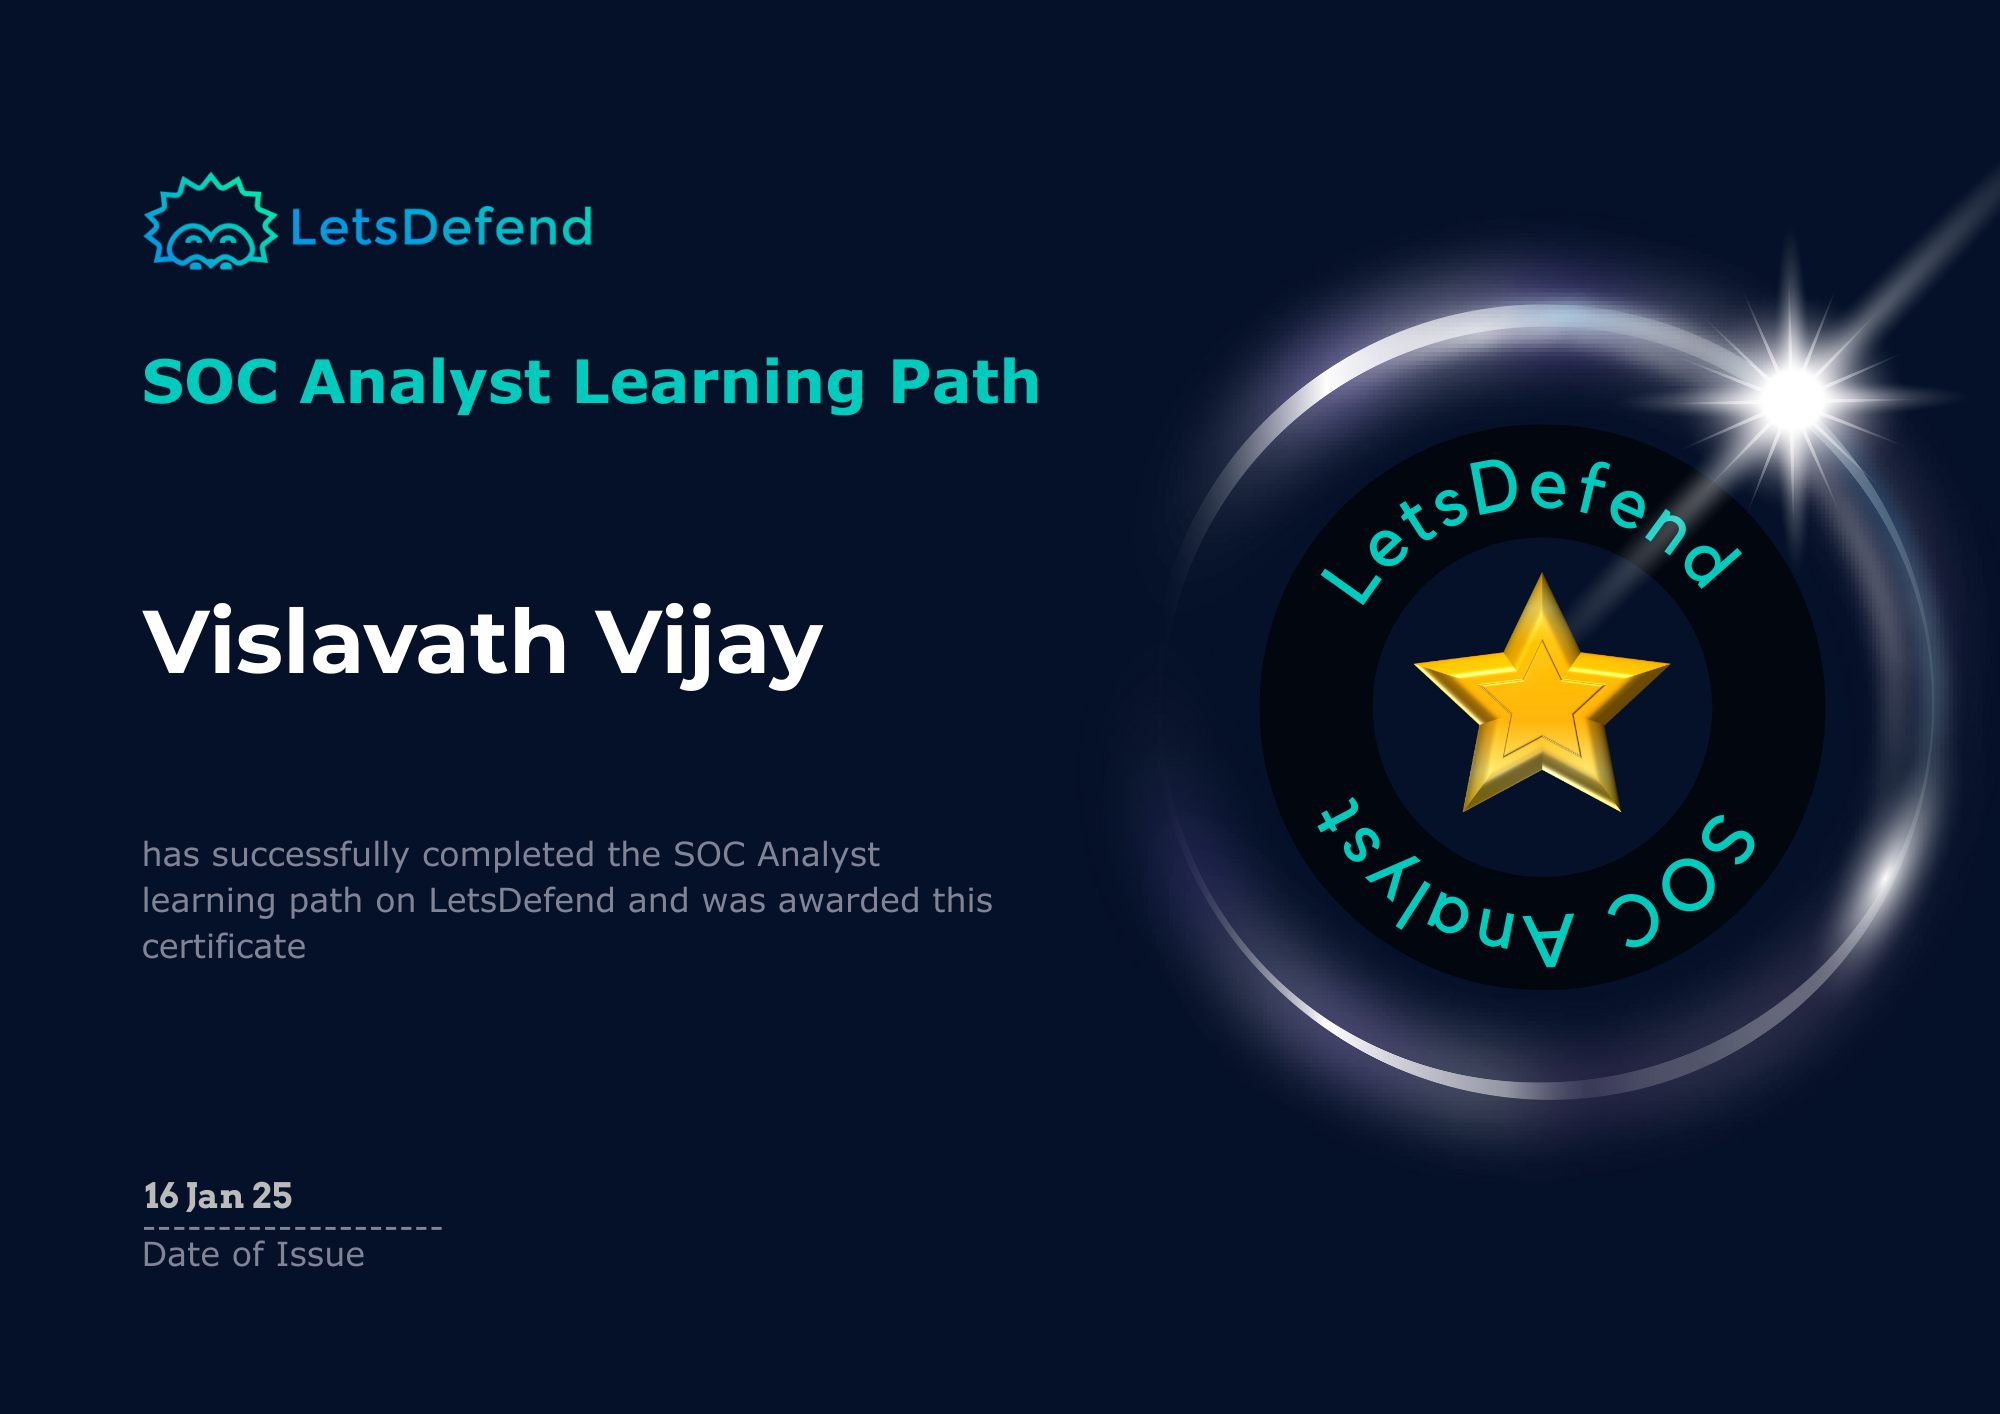 LetsDefend
SOC Analyst Learning Path
Vislavath Vijay
has successfully completed the SOC Analyst
learning path on LetsDefend and was awarded this
certificate
16 Jan 25
--------------------
Date of Issue
LetsDefend
SOC Analyst